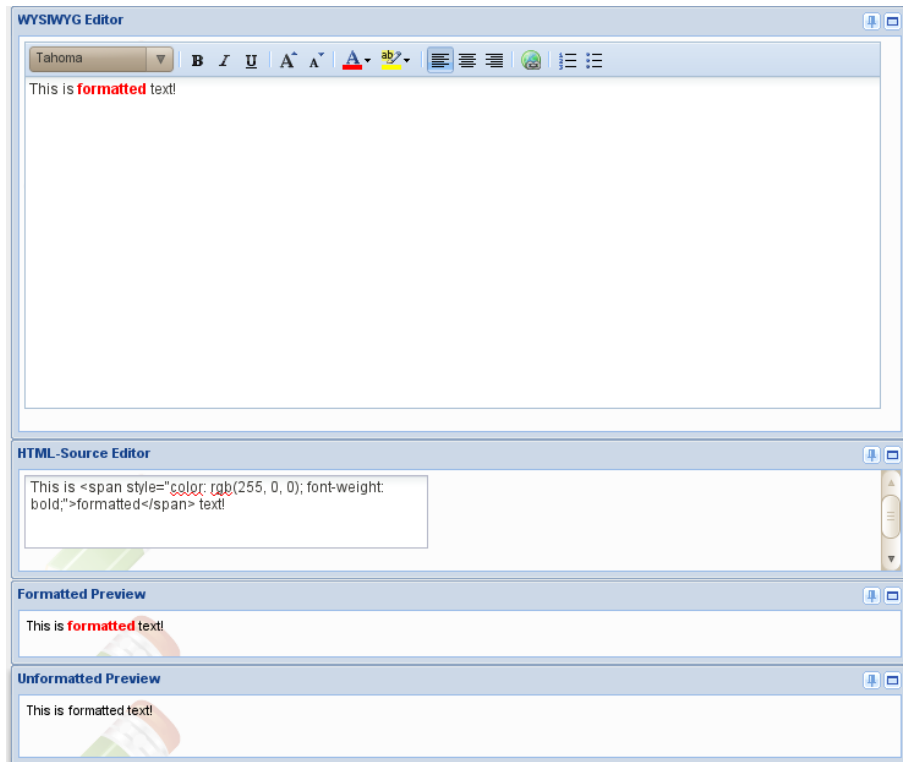 WYSIWYG Editor
Tahoma B I U A A A ab
This is formatted text!
HTML-Source Editor
This is <span style="color: rgb(255, 0, 0); font-weight:
bold;">formatted</span> text!
Formatted Preview
This is formatted text!
Unformatted Preview
This is formatted text!